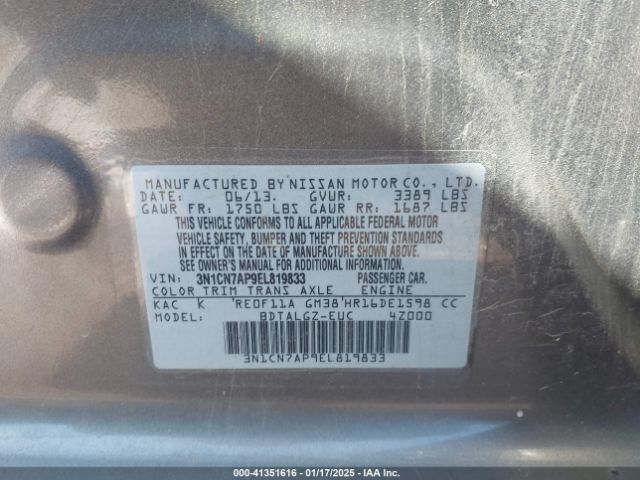 MANUFACTURED BY NISSAN MOTOR CO., LTD.
DATE: 06/13. GVWR: 3389 LBS
GAWR FR: 1750 LBS GAWR RR: 1687 LBS
THIS VEHICLE CONFORMS TO ALL APPLICABLE FEDERAL MOTOR
VEHICLE SAFETY, BUMPER AND THEFT PREVENTION STANDARDS
IN EFFECT ON THE DATE OF MANUFACTURE SHOWN ABOVE.
SEE OWNER'S MANUAL FOR ADDITIONAL INFORMATION.
VIN: 3N1CN7AP9EL819833 PASSENGER CAR.
COLOR TRIM TRANS AXLE ENGINE
KAC K 'RE0F11A GM38'HR16DE1598 CC
MODEL: BDTALGZ-EUC 4Z000
3N1CN7AP9EL819833
000-41351616 - 01/17/2025 - IAA Inc.